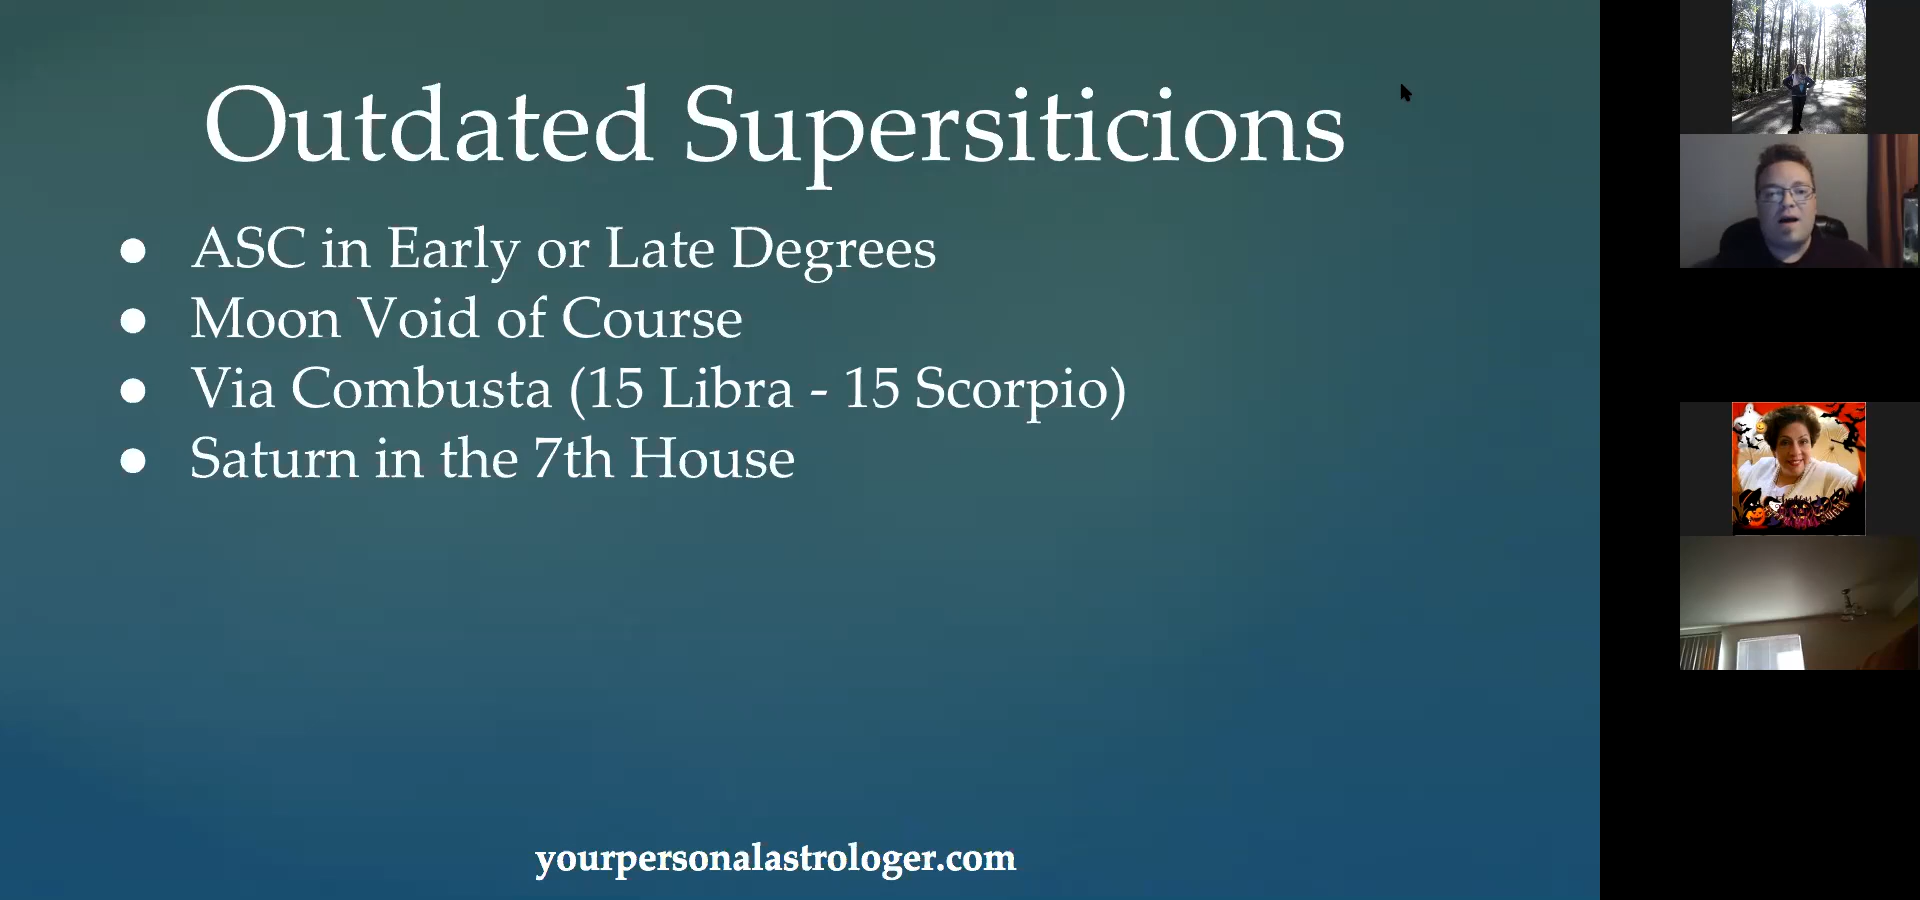 Outdated Supersiticions
● ASC in Early or Late Degrees
● Moon Void of Course
● Via Combusta (15 Libra - 15 Scorpio)
● Saturn in the 7th House
yourpersonalastrologer.com